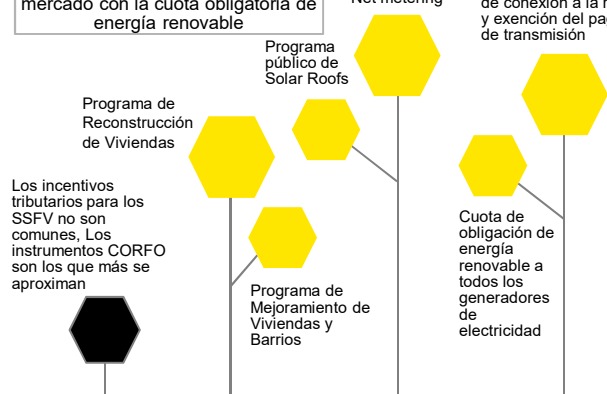 mercado con la cuota obligatoria de
energía renovable
Net metering
de conexión a la
y exención del
de transmisión
Programa
público de
Solar Roofs
Programa de
Reconstrucción
de Viviendas
Los incentivos
tributarios para los
SSFV no son
comunes, Los
instrumentos CORFO
son los que más se
aproximan
Programa de
Mejoramiento de
Viviendas y
Barrios
Cuota de
obligación de
energía
renovable a
todos los
generadores
de
electricidad